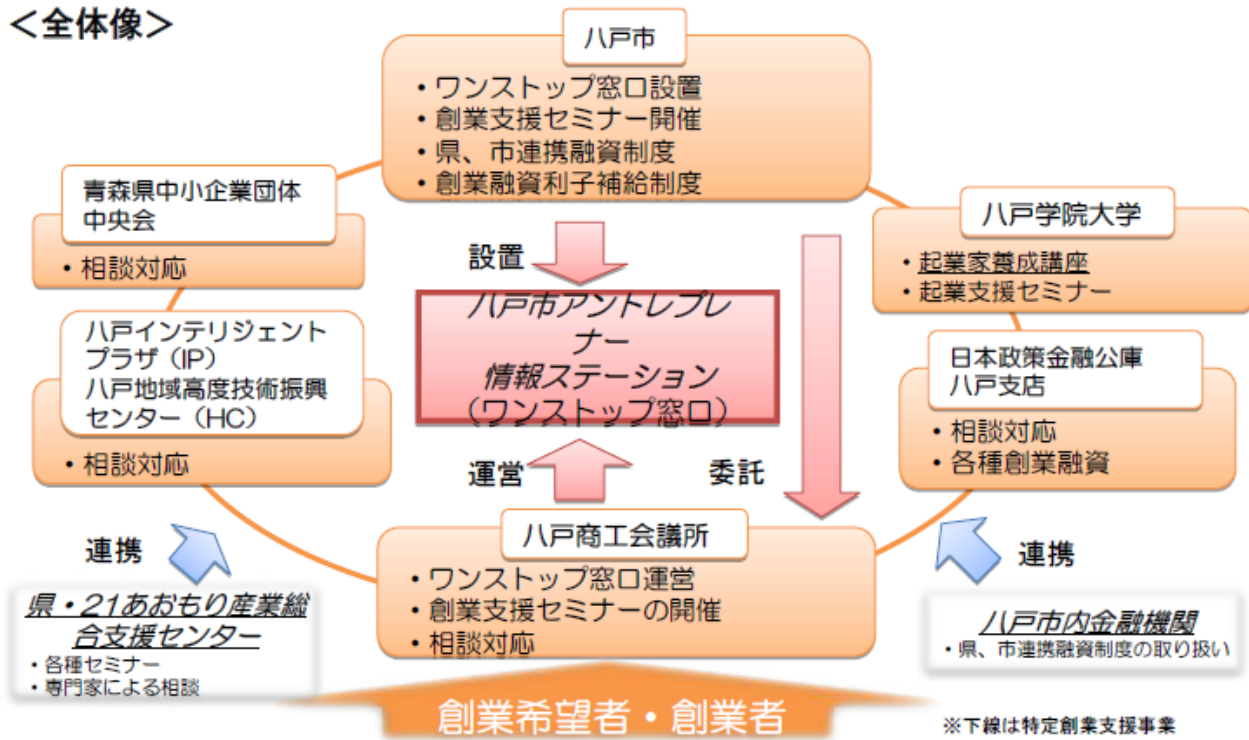 <全体像>
八戸市
・ワンストップ窓口設置
・創業支援セミナー開催
・県、市連携融資制度
・創業融資利子補給制度
青森県中小企業団体
中央会
・相談対応
八戸インテリジェント
プラザ（IP）
八戸地域高度技術振興
センター（HC）
・相談対応
設置
八戸市アントレプレ
ナー
情報ステーション
（ワンストップ窓口）
運営
委託
八戸学院大学
・起業家養成講座
・起業支援セミナー
日本政策金融公庫
八戸支店
・相談対応
・各種創業融資
八戸商工会議所
・ワンストップ窓口運営
・創業支援セミナーの開催
・相談対応
連携
県・21あおもり産業総
合支援センター
・各種セミナー
・専門家による相談
連携
八戸市内金融機関
・県、市連携融資制度の取り扱い
創業希望者・創業者
※下線は特定創業支援事業